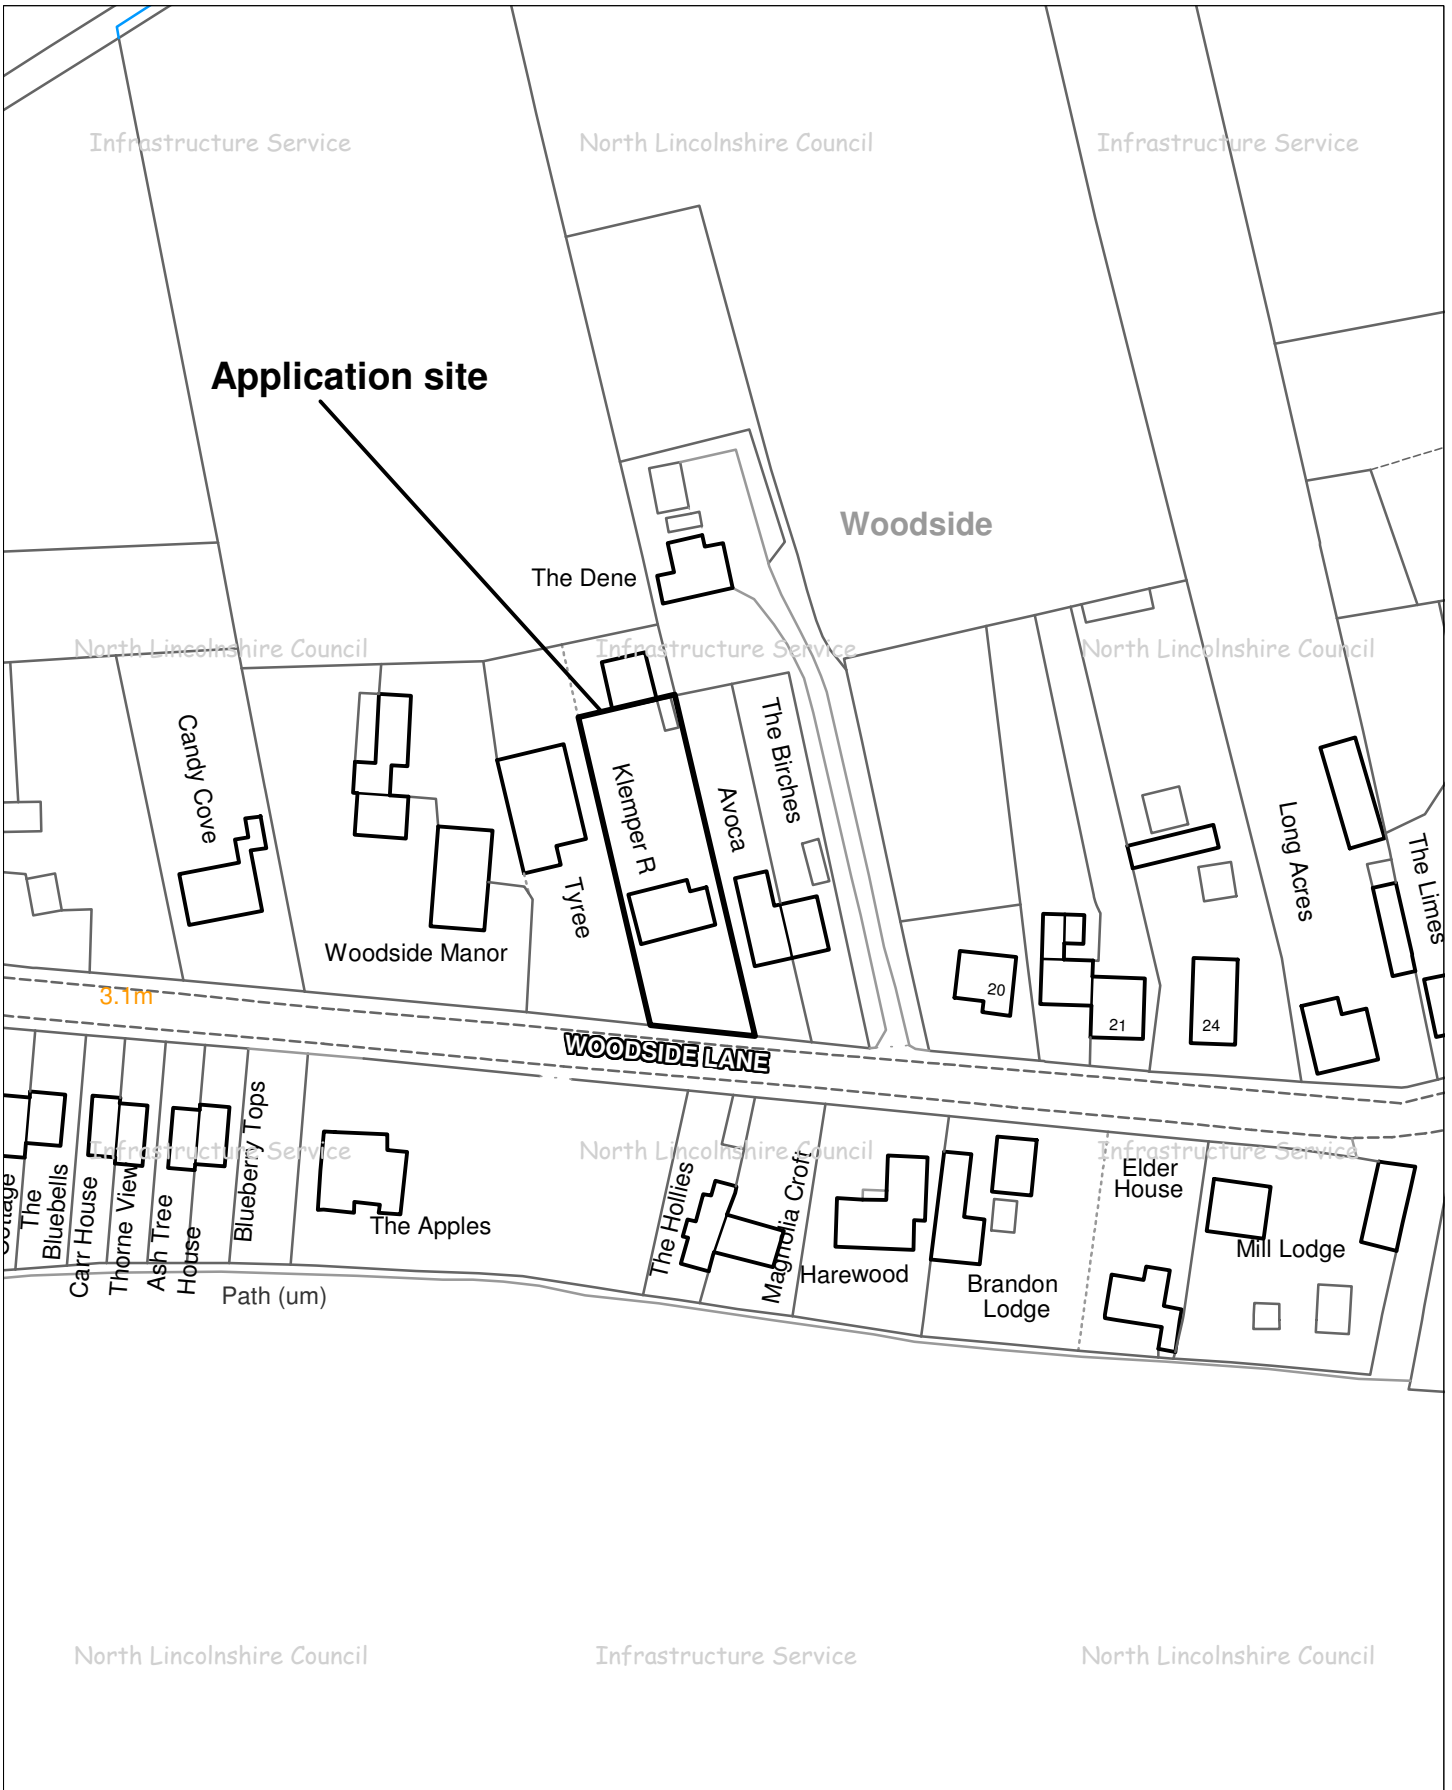 Infrastructure Service
North Lincolnshire Council
Infrastructure Service
Application site
Woodside
The Dene
North Lincolnshire Council
Infrastructure Service
North Lincolnshire Council
Candy Cove
Klemper R
Avoca
The Birches
Long Acres
The Limes
Tyree
Woodside Manor
3.1m
20
21
24
WOODSIDE LANE
Infrastructure Service
North Lincolnshire Council
Infrastructure Service
Cottage
The
Bluebells
Carr House
Thorne View
Ash Tree
House
Blueberry Tops
The Apples
The Hollies
Magnolia Croft
Harewood
Brandon
Lodge
Elder
House
Mill Lodge
Path (um)
North Lincolnshire Council
Infrastructure Service
North Lincolnshire Council